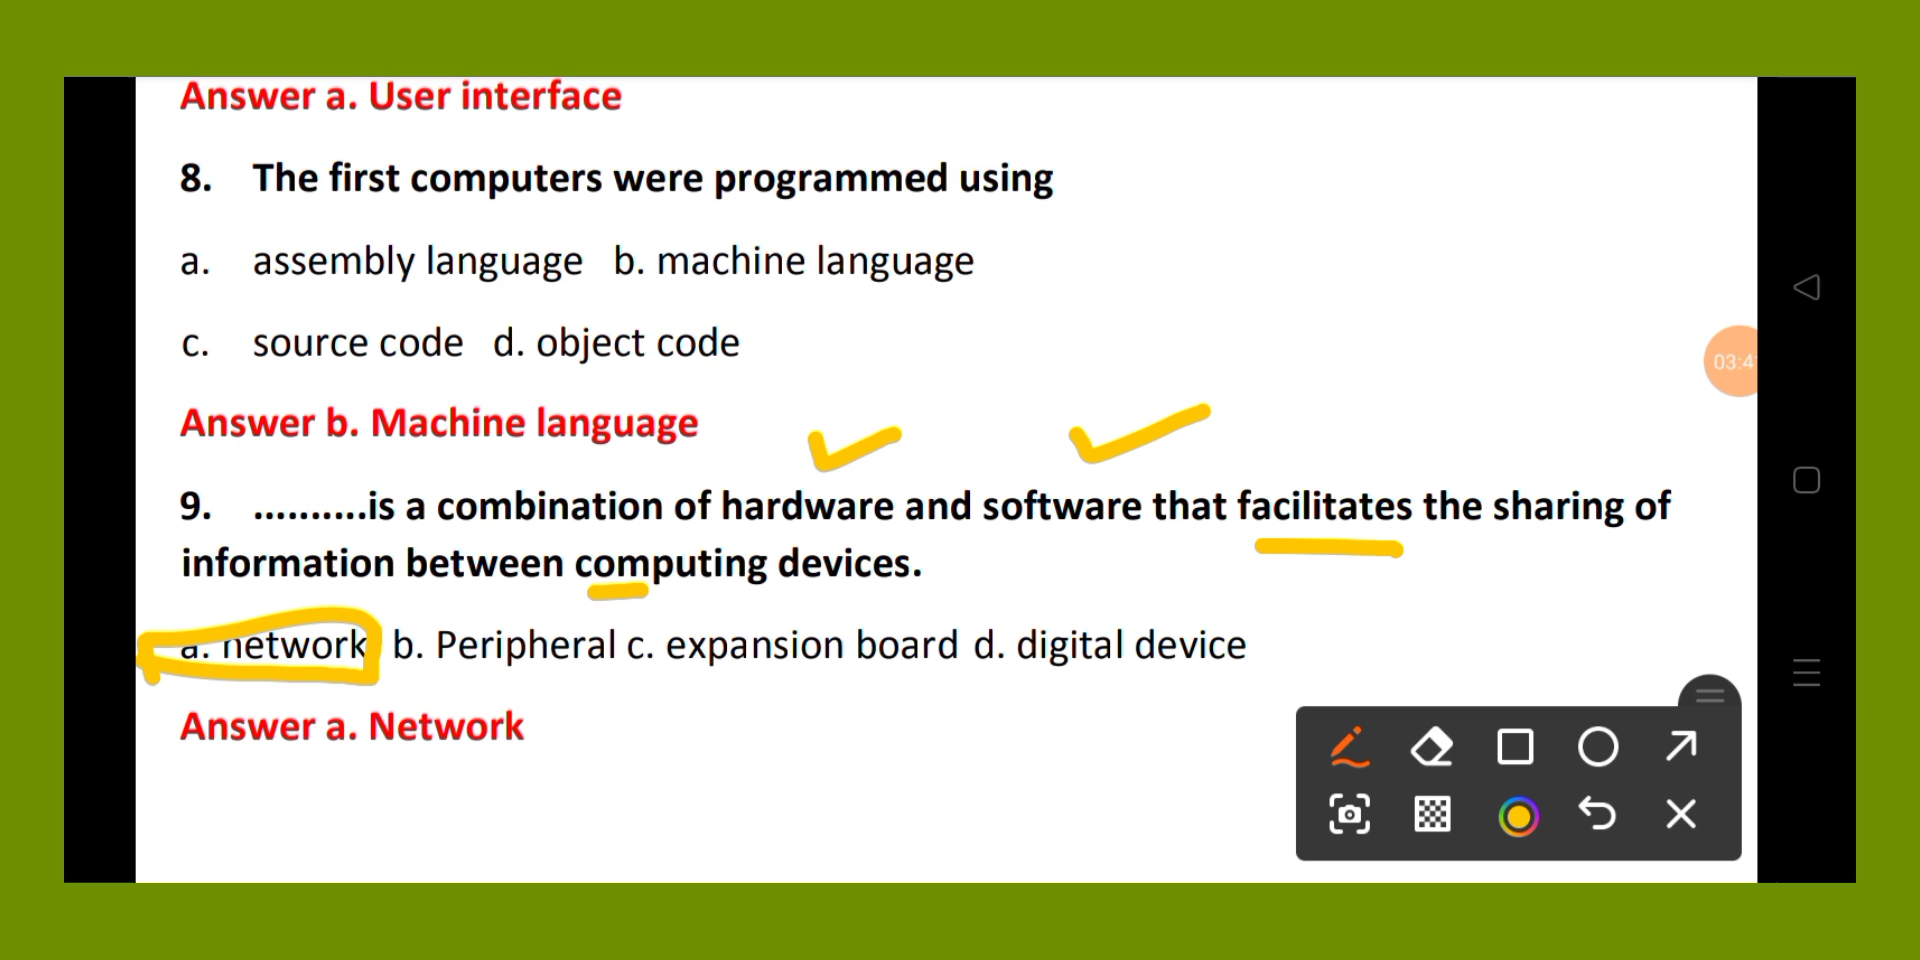 Answer a. User interface
8. The first computers were programmed using
a. assembly language b. machine language
c. source code d. object code
Answer b. Machine language
9. ..........is a combination of hardware and software that facilitates the sharing of
information between computing devices.
a. network b. Peripheral c. expansion board d. digital device
Answer a. Network